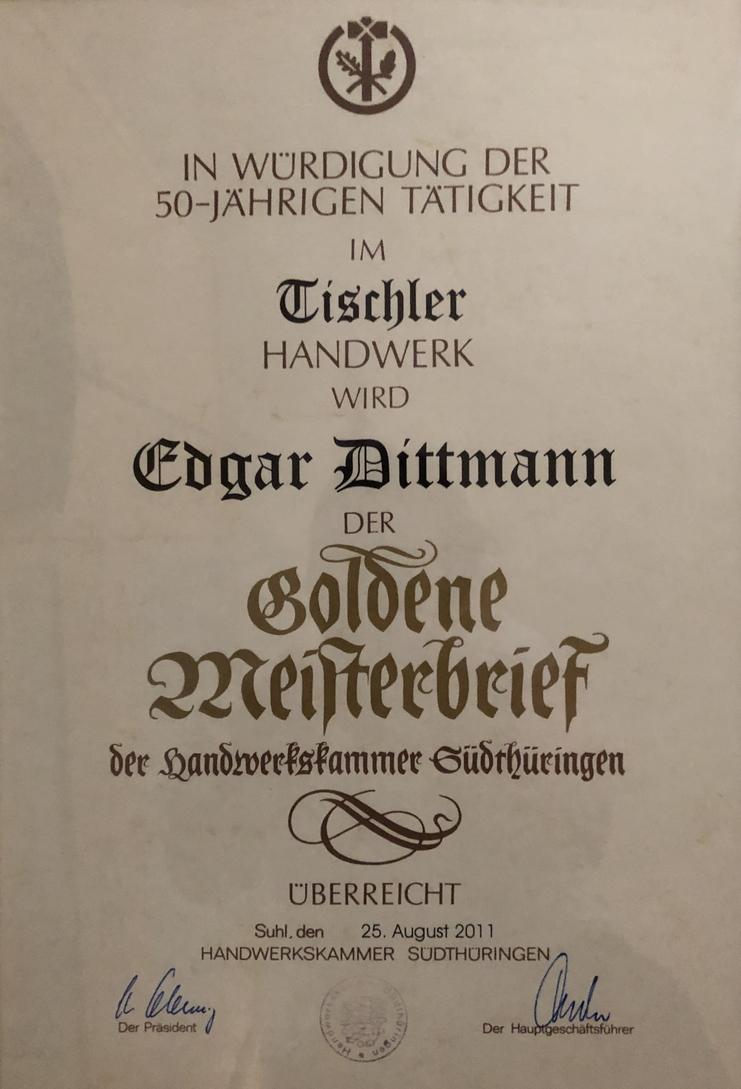 IN WÜRDIGUNG DER
50-JÄHRIGEN TÄTIGKEIT
IM
Tischler
HANDWERK
WIRD
Edgar Dittmann
DER
Goldene
Meisterbrief
der Handwerkskammer Südthüringen
ÜBERREICHT
Suhl, den 25. August 2011
HANDWERKSKAMMER SÜDTHÜRINGEN
Der Präsident
Der Hauptgeschäftsführer